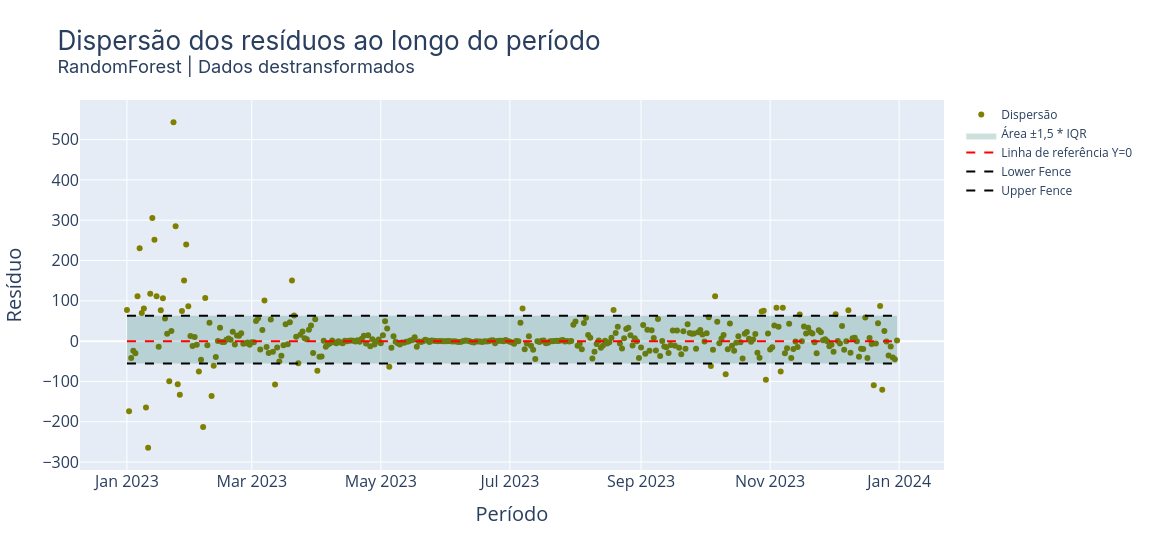 Dispersão dos resíduos ao longo do período
RandomForest | Dados destransformados
Resíduo
500
400
300
200
100
0
−100
−200
−300
Jan 2023
Mar 2023
May 2023
Jul 2023
Sep 2023
Nov 2023
Jan 2024
Período
Dispersão
Área ±1,5 * IQR
Linha de referência Y=0
Lower Fence
Upper Fence